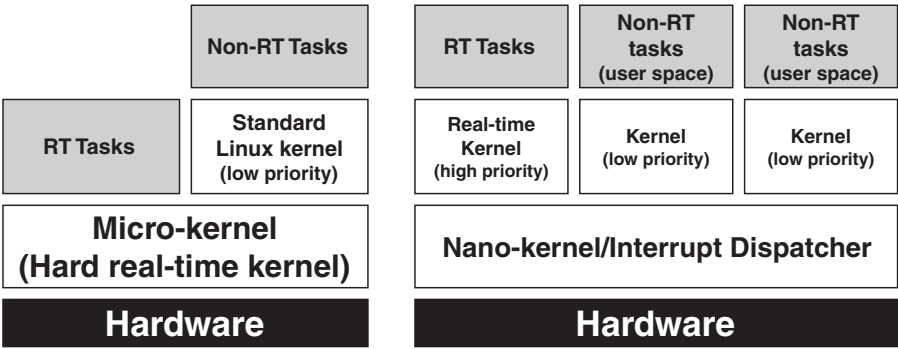 Non-RT Tasks
RT Tasks
Standard
Linux kernel
(low priority)
Micro-kernel
(Hard real-time kernel)
Hardware
RT Tasks
Non-RT
tasks
(user space)
Non-RT
tasks
(user space)
Real-time
Kernel
(high priority)
Kernel
(low priority)
Kernel
(low priority)
Nano-kernel/Interrupt Dispatcher
Hardware